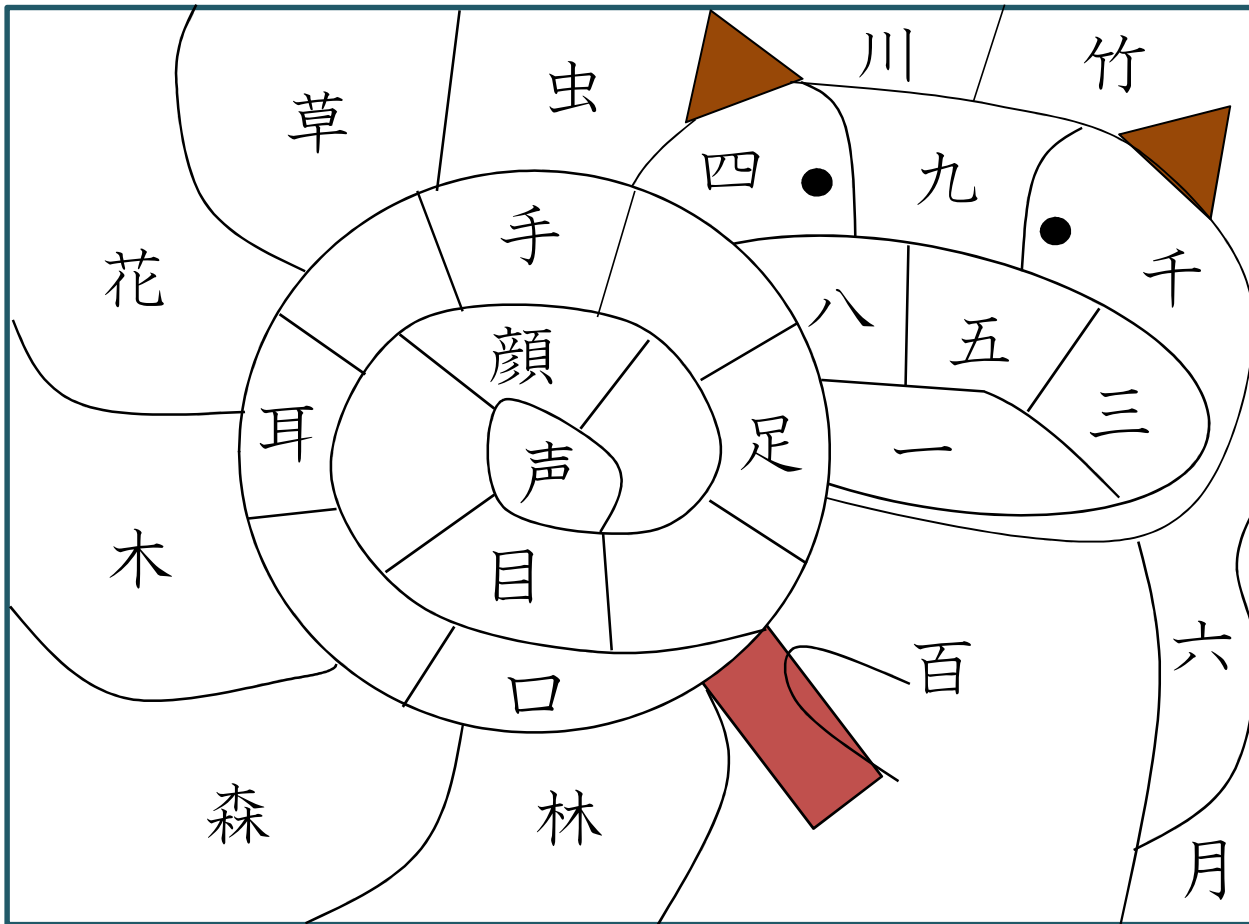 川
竹
虫
草
四
九
手
千
花
八
五
顔
三
耳
足
声
一
木
目
六
百
口
森
林
月